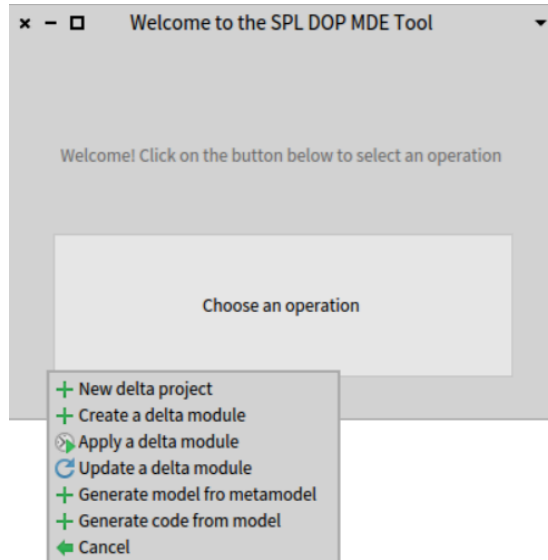 Welcome to the SPL DOP MDE Tool
Welcome! Click on the button below to select an operation
Choose an operation
New delta project
Create a delta module
Apply a delta module
Update a delta module
Generate model fro metamodel
Generate code from model
Cancel